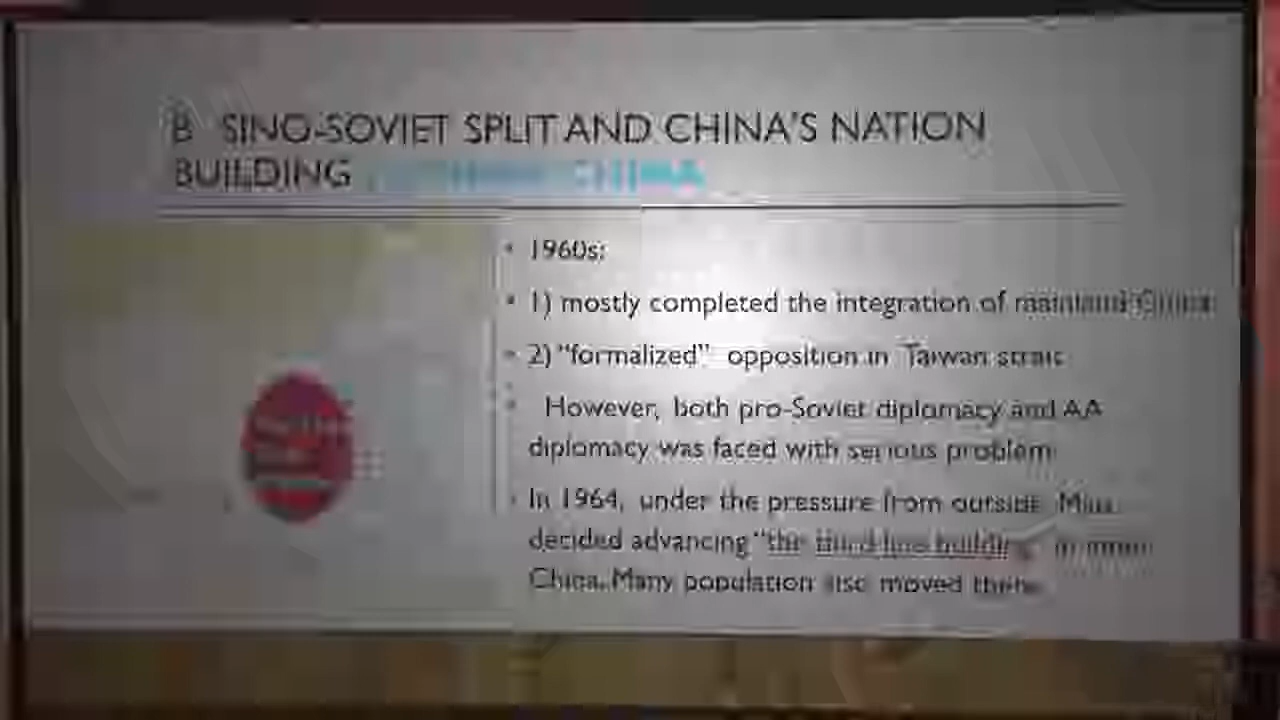 B SINO-SOVIET SPLIT AND CHINA'S NATION
BUILDING CHINA
• 1960s:
• 1) mostly completed the integration of mainland China
• 2) "formalized" opposition in Taiwan strait
• However, both pro-Soviet diplomacy and AA
diplomacy was faced with serious problem
• In 1964, under the pressure from outside Mao
decided advancing "the third line building" in
China. Many population also moved there